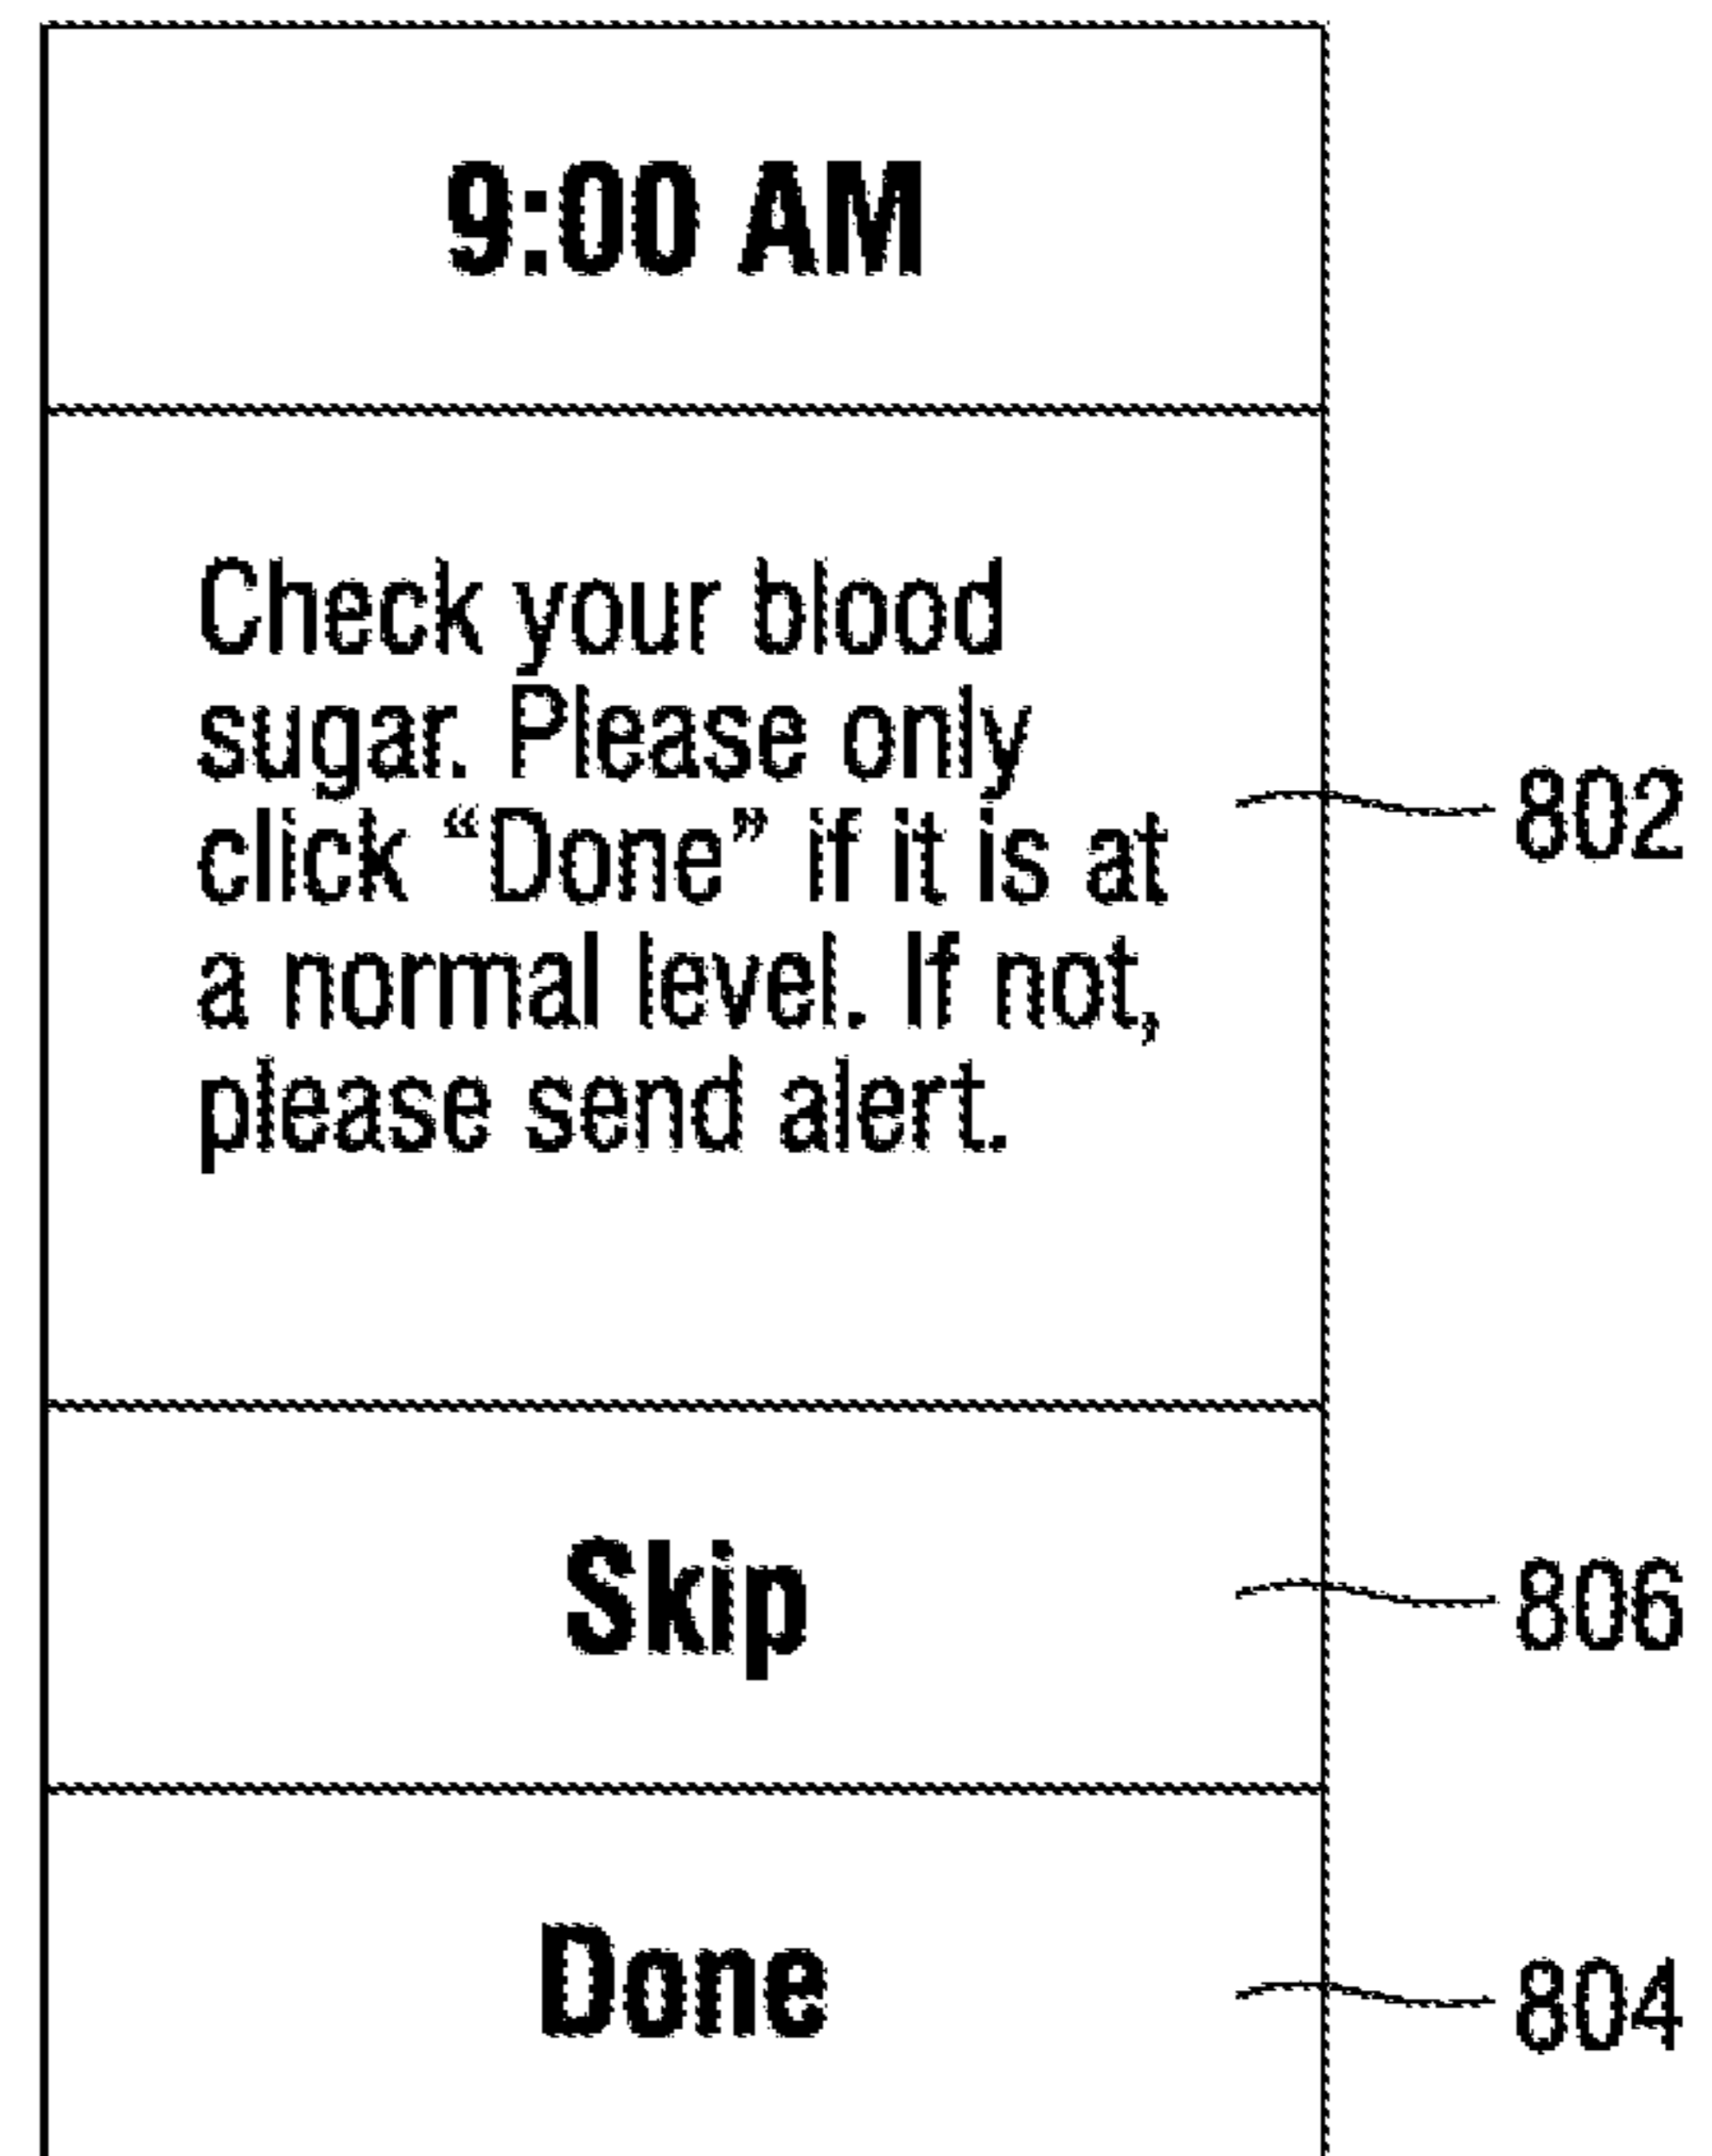 9:00 AM
Check your blood
sugar. Please only
click “Done” if it is at
a normal level. If not,
please send alert.
802
Skip
806
Done
804